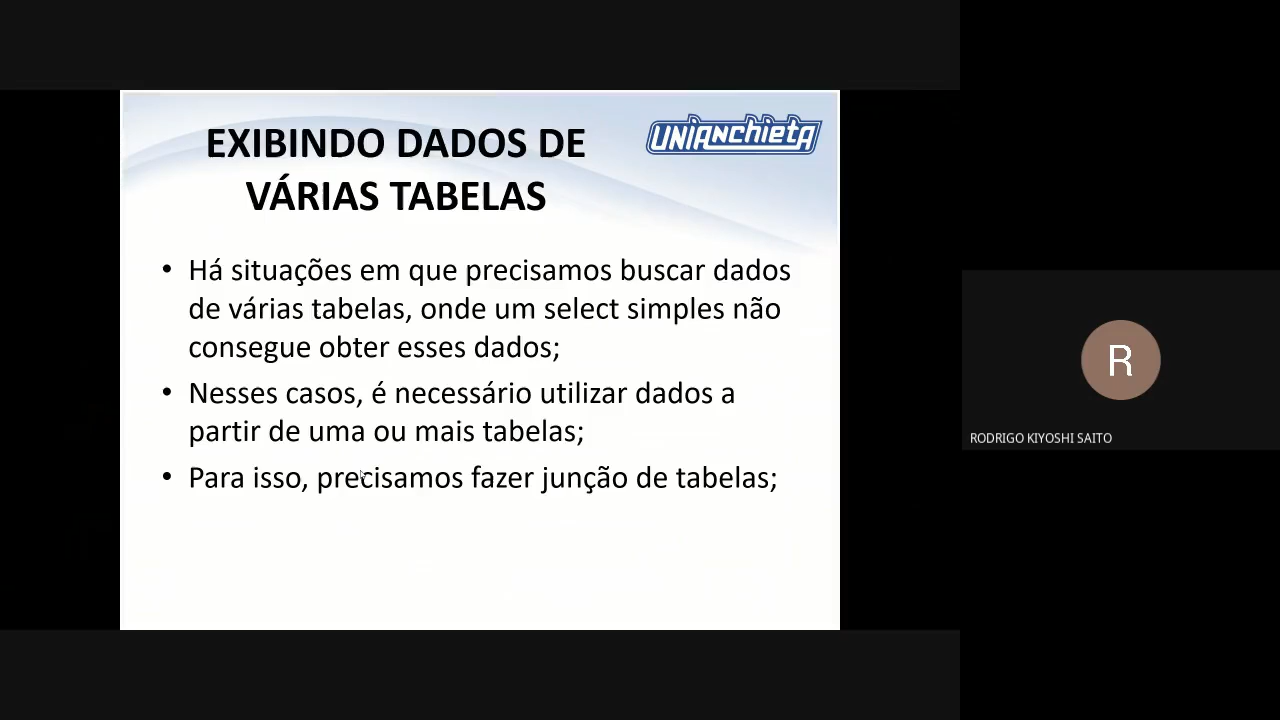 EXIBINDO DADOS DE
VÁRIAS TABELAS
UNIANCHIETA
• Há situações em que precisamos buscar dados
de várias tabelas, onde um select simples não
consegue obter esses dados;
• Nesses casos, é necessário utilizar dados a
partir de uma ou mais tabelas;
• Para isso, precisamos fazer junção de tabelas;
R
RODRIGO KIYOSHI SAITO